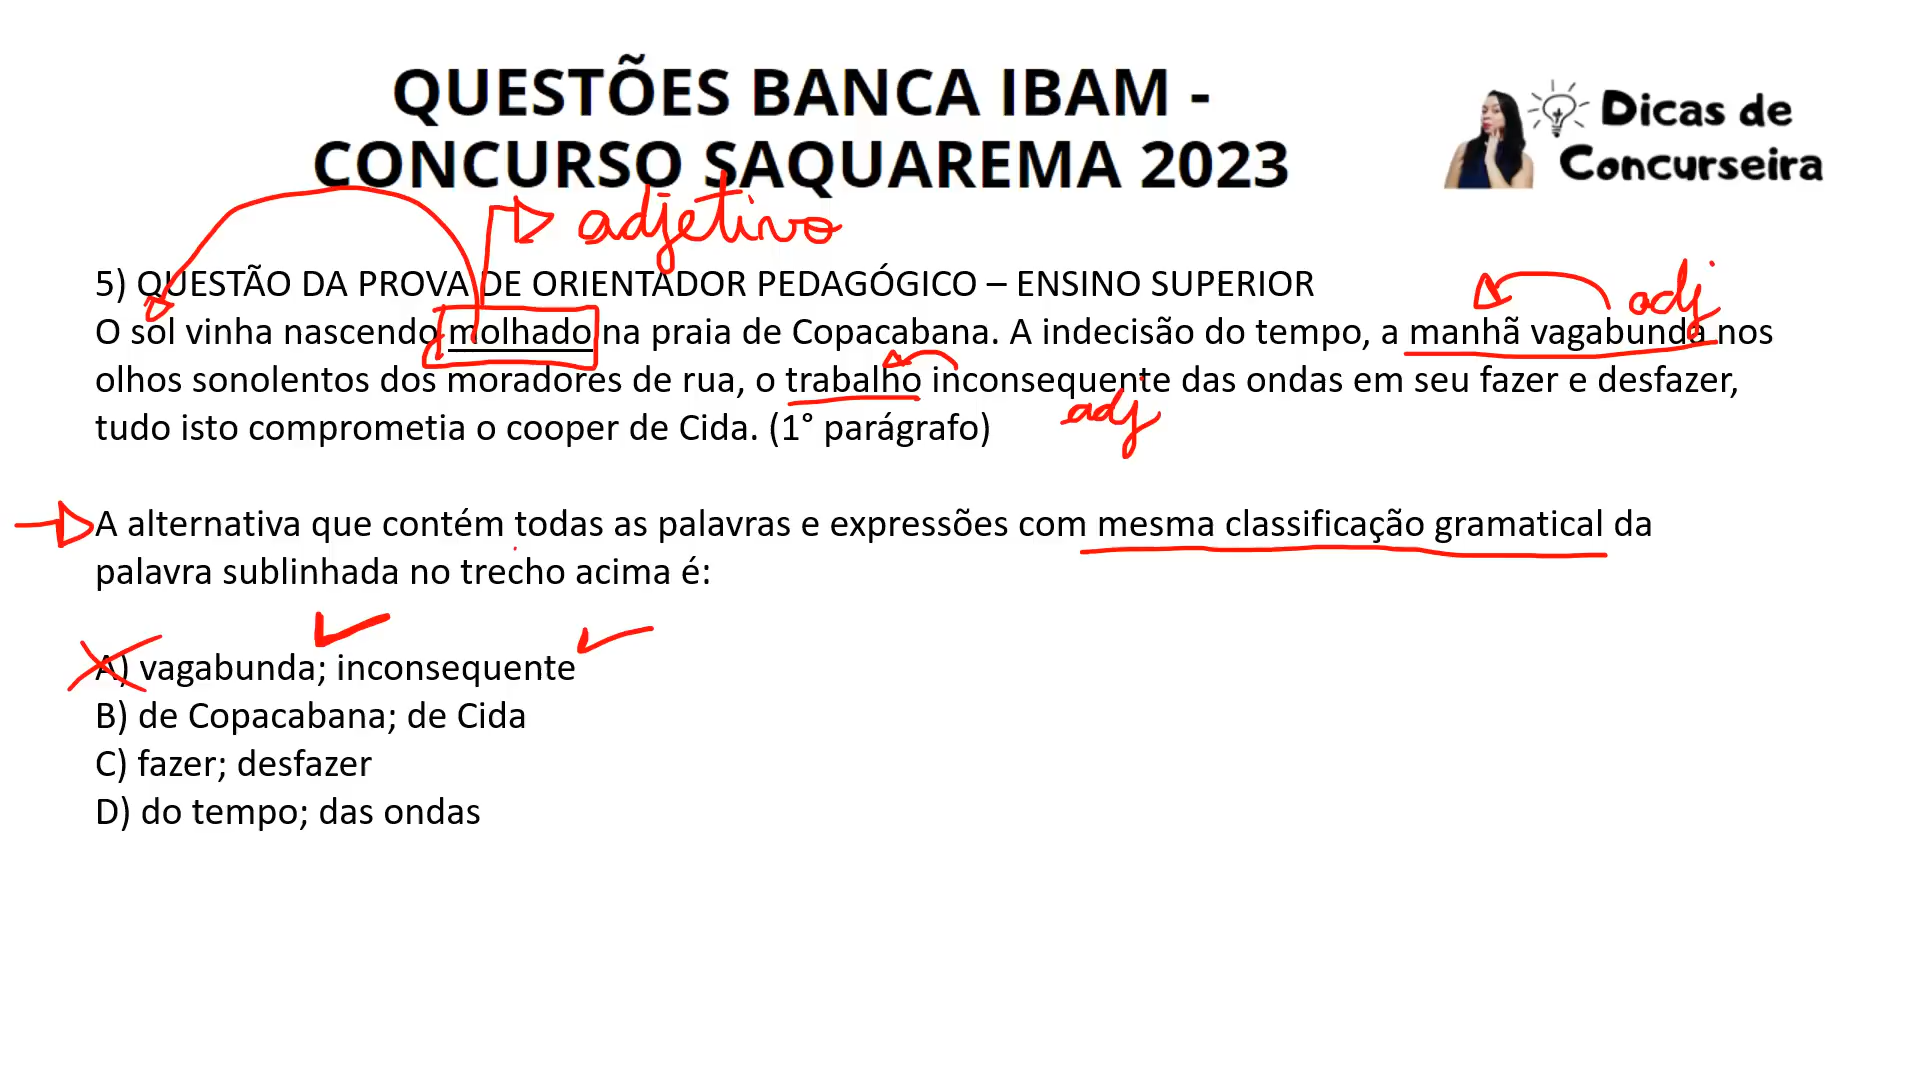 QUESTÕES BANCA IBAM -
CONCURSO SAQUAREMA 2023
Dicas de
Concurseira
adjetivo
5) QUESTÃO DA PROVA DE ORIENTADOR PEDAGÓGICO – ENSINO SUPERIOR
adj
O sol vinha nascendo molhado na praia de Copacabana. A indecisão do tempo, a manhã vagabunda nos
olhos sonolentos dos moradores de rua, o trabalho inconsequente das ondas em seu fazer e desfazer,
adj
tudo isto comprometia o cooper de Cida. (1° parágrafo)
A alternativa que contém todas as palavras e expressões com mesma classificação gramatical da
palavra sublinhada no trecho acima é:
A) vagabunda; inconsequente
B) de Copacabana; de Cida
C) fazer; desfazer
D) do tempo; das ondas